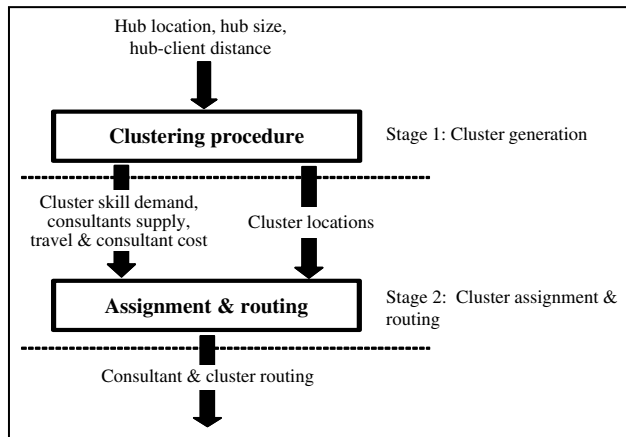 Hub location, hub size,
hub-client distance
Clustering procedure
Stage 1: Cluster generation
Cluster skill demand,
consultants supply,
travel & consultant cost
Cluster locations
Assignment & routing
Stage 2:  Cluster assignment &
routing
Consultant & cluster routing